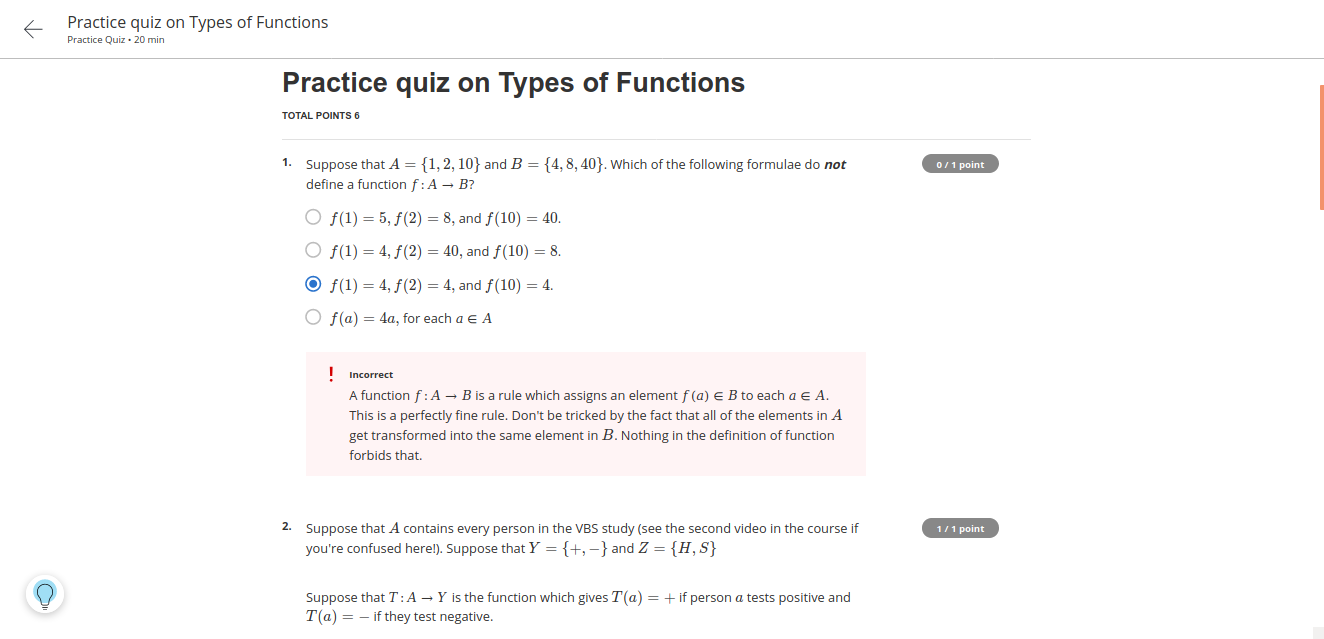 Practice quiz on Types of Functions
Practice Quiz • 20 min
Practice quiz on Types of Functions
TOTAL POINTS 6
1. Suppose that A = {1, 2, 10} and B = {4, 8, 40}. Which of the following formulae do not 0 / 1 point
define a function f : A → B?
f(1) = 5, f(2) = 8, and f(10) = 40.
f(1) = 4, f(2) = 40, and f(10) = 8.
f(1) = 4, f(2) = 4, and f(10) = 4.
f(a) = 4a, for each a ∈ A
! Incorrect
A function f : A → B is a rule which assigns an element f(a) ∈ B to each a ∈ A.
This is a perfectly fine rule. Don't be tricked by the fact that all of the elements in A
get transformed into the same element in B. Nothing in the definition of function
forbids that.
2. Suppose that A contains every person in the VBS study (see the second video in the course if 1 / 1 point
you're confused here!). Suppose that Y = {+, −} and Z = {H, S}
Suppose that T : A → Y is the function which gives T(a) = + if person a tests positive and
T(a) = − if they test negative.